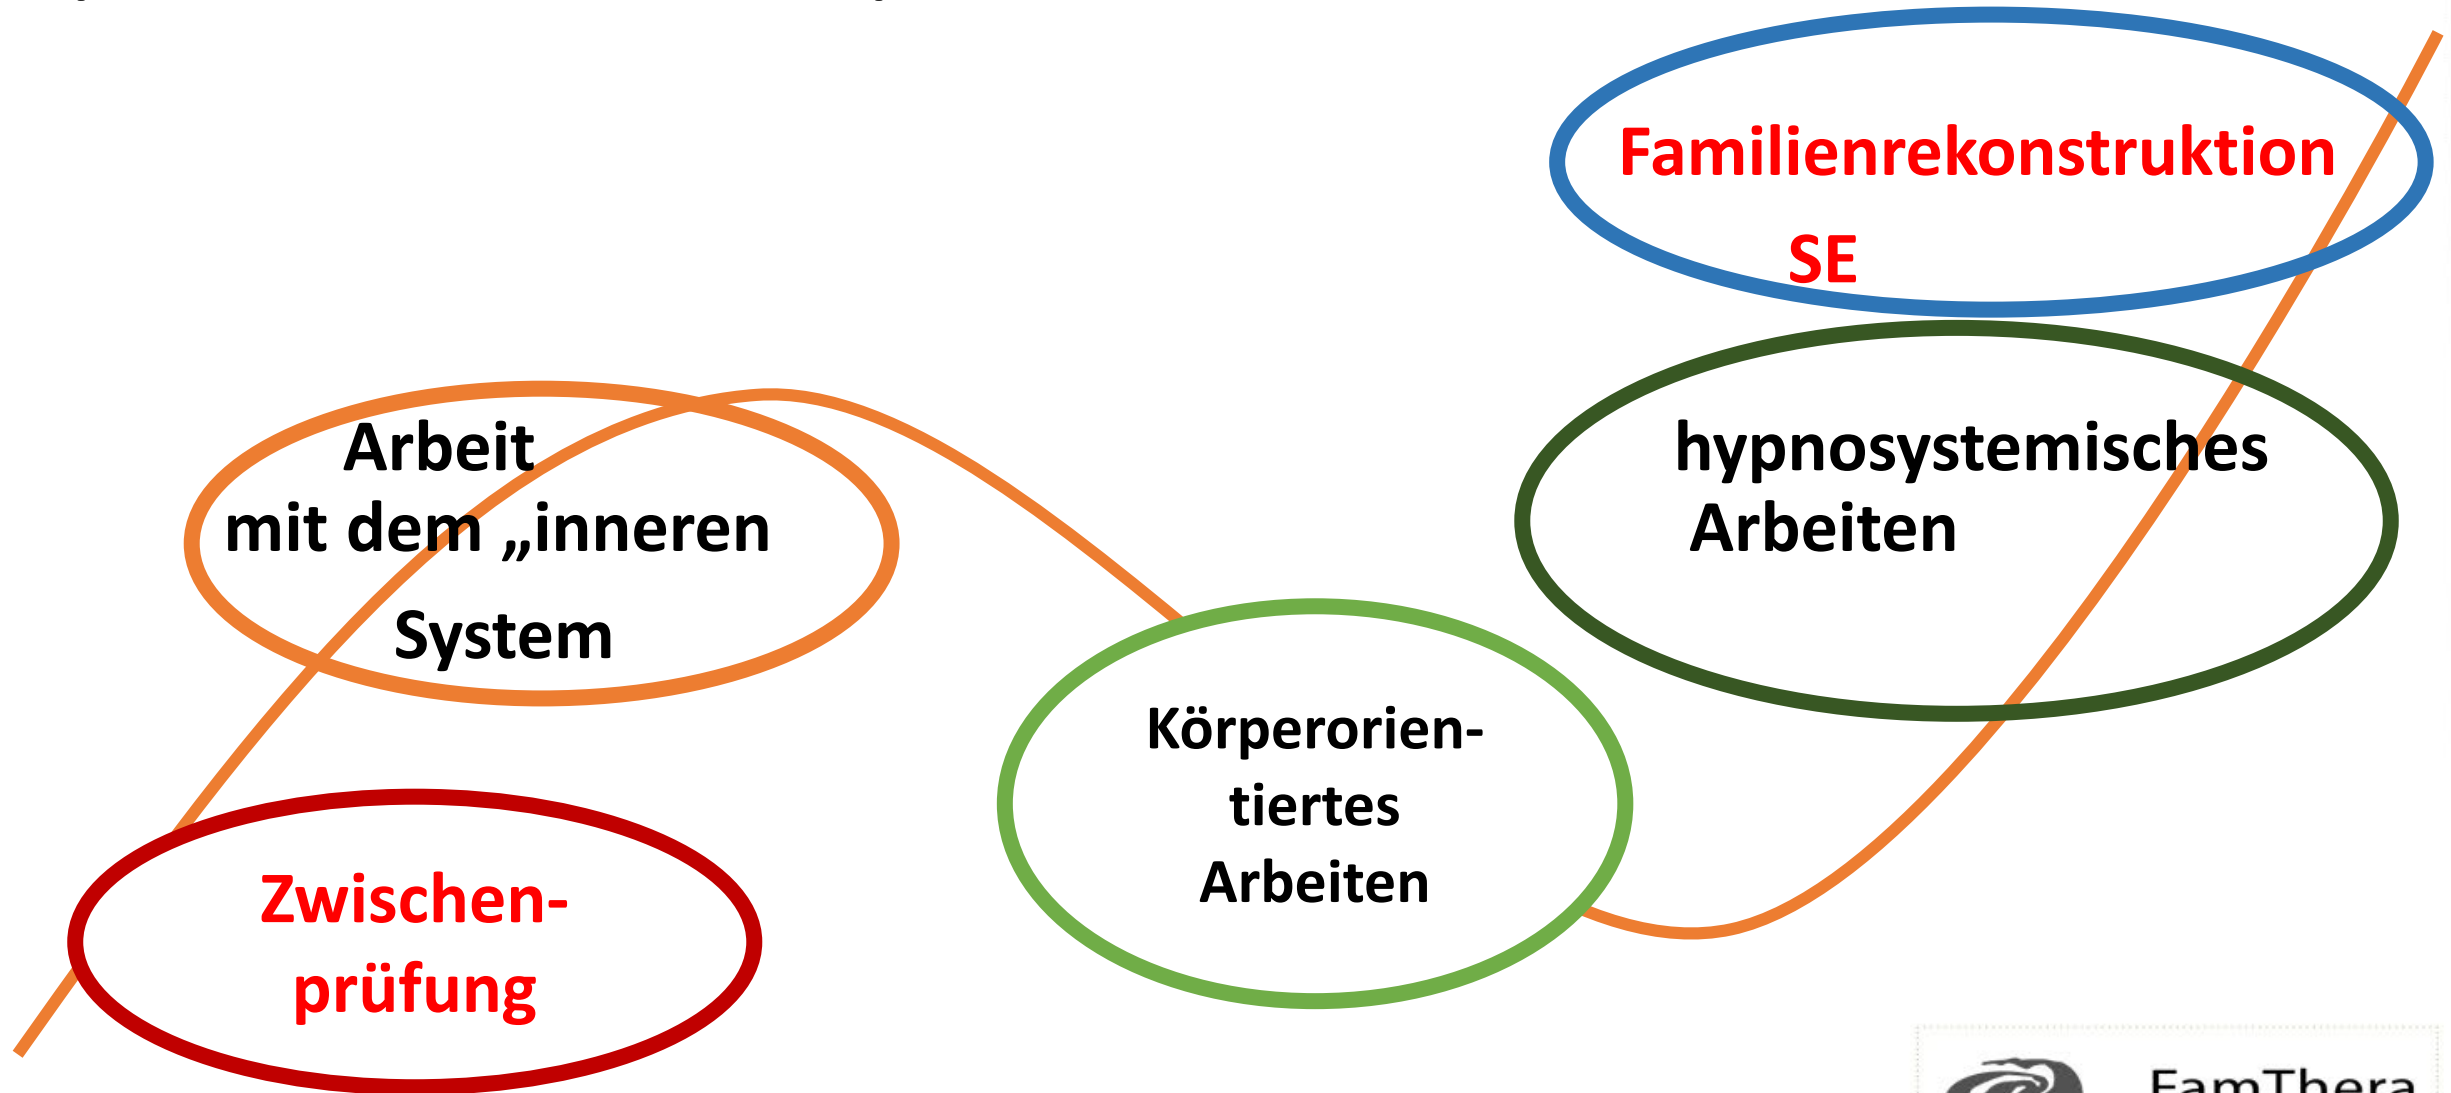 Familienrekonstruktion
SE
Arbeit
mit dem „inneren
System
hypnosystemisches
Arbeiten
Körperorien-
tiertes
Arbeiten
Zwischen-
prüfung
FamThera